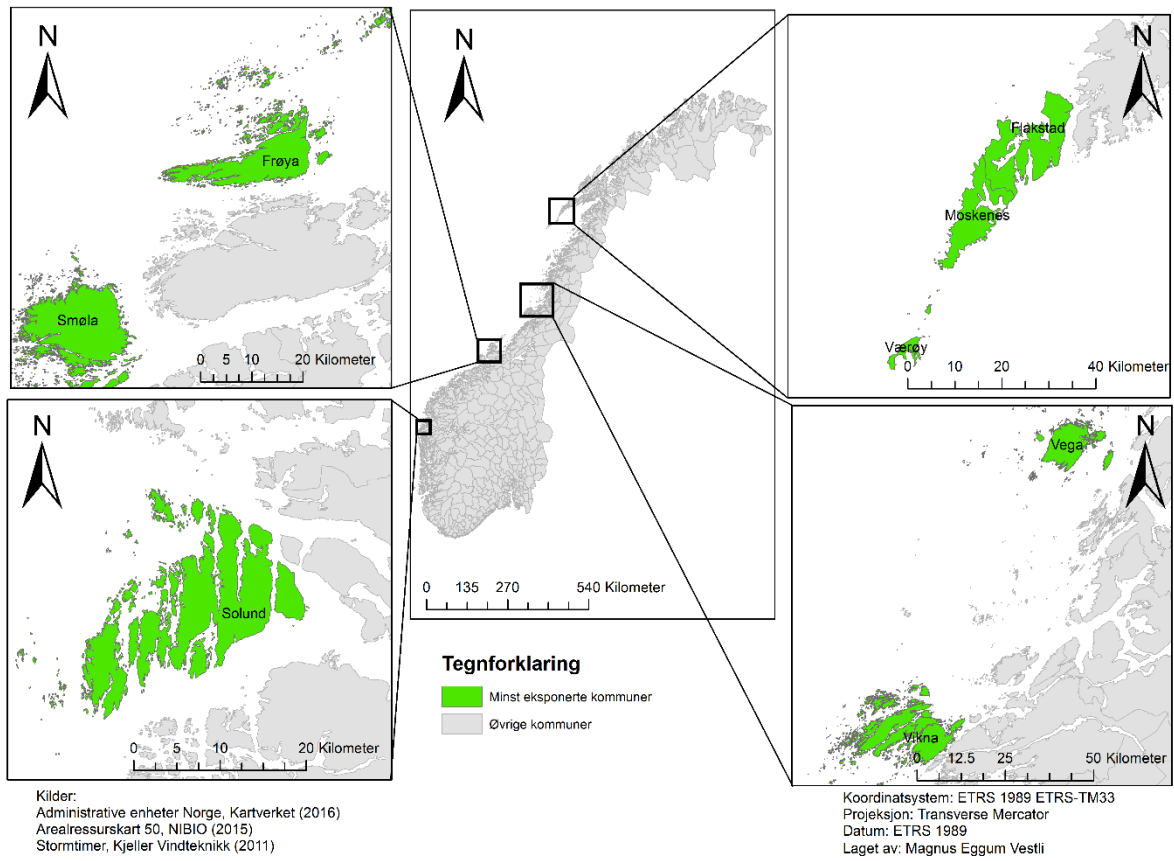 N
Frøya
Smøla
0 5 10 20 Kilometer
N
Solund
0 5 10 20 Kilometer
N
0 135 270 540 Kilometer
N
Flakstad
Moskenes
Værøy
0 10 20 40 Kilometer
N
Vega
Vikna
0 12.5 25 50 Kilometer
Tegnforklaring
Minst eksponerte kommuner
Øvrige kommuner
Kilder:
Administrative enheter Norge, Kartverket (2016)
Arealressurskart 50, NIBIO (2015)
Stormtimer, Kjeller Vindteknikk (2011)
Koordinatsystem: ETRS 1989 ETRS-TM33
Projeksjon: Transverse Mercator
Datum: ETRS 1989
Laget av: Magnus Eggum Vestli